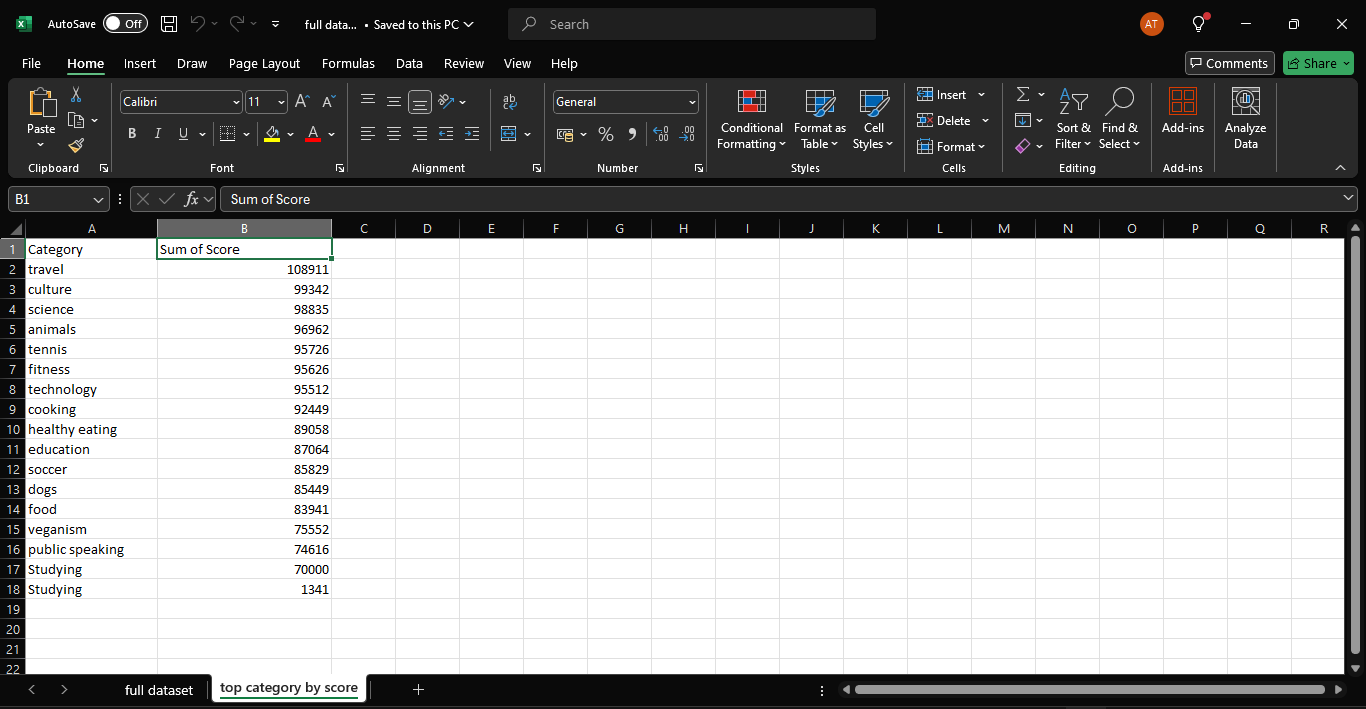 AutoSave Off full data... • Saved to this PC Search AT
File Home Insert Draw Page Layout Formulas Data Review View Help Comments Share
Calibri 11 ab General Insert Σ
Paste B I U A % Conditional Formatting Format as Table Cell Styles Delete Sort & Filter Find & Select Add-ins Analyze Data
Format
Clipboard Font Alignment Number Styles Cells Editing Add-ins
B1 fx Sum of Score
A B C D E F G H I J K L M N O P Q R
1 Category Sum of Score
2 travel 108911
3 culture 99342
4 science 98835
5 animals 96962
6 tennis 95726
7 fitness 95626
8 technology 95512
9 cooking 92449
10 healthy eating 89058
11 education 87064
12 soccer 85829
13 dogs 85449
14 food 83941
15 veganism 75552
16 public speaking 74616
17 Studying 70000
18 Studying 1341
19
20
21
22
full dataset top category by score